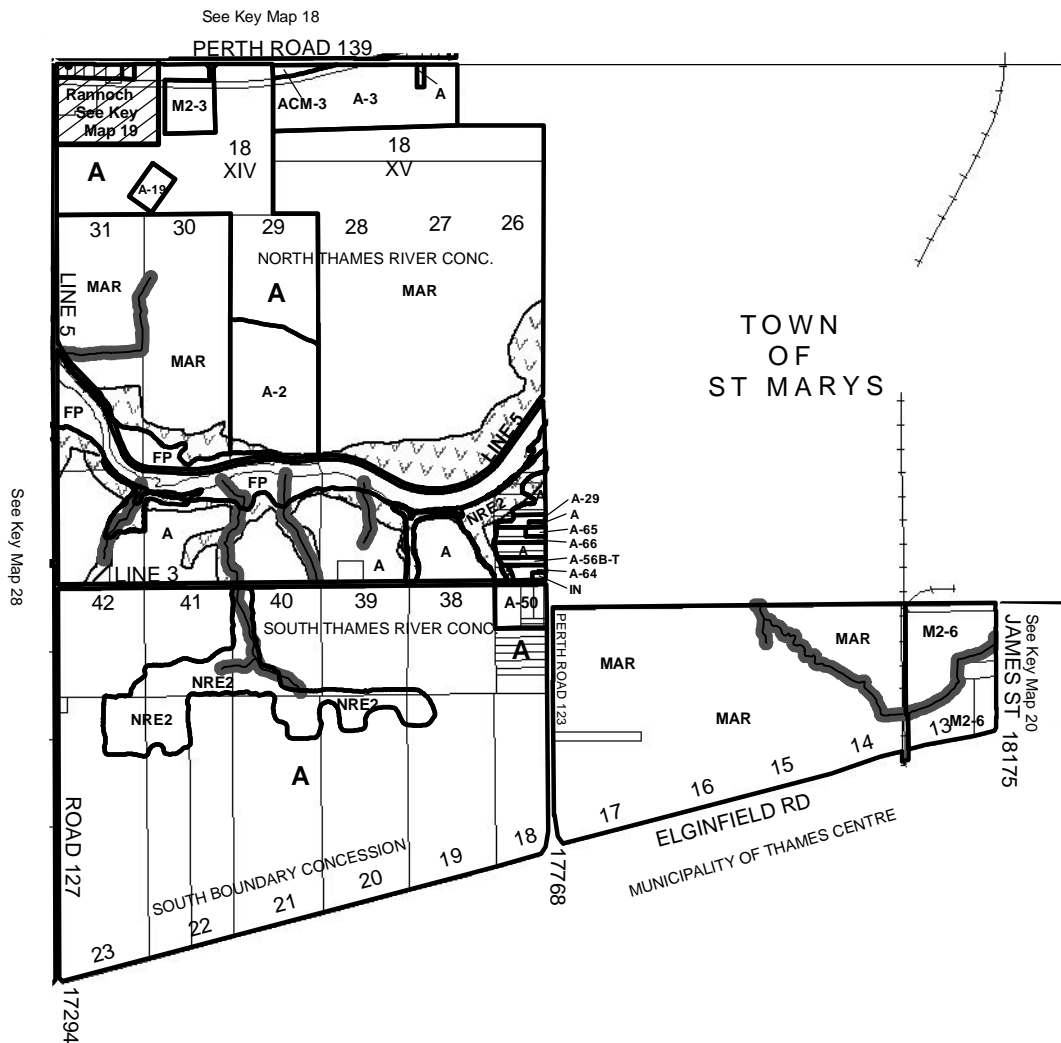 See Key Map 18
PERTH ROAD 139
Rannoch
See Key
Map 19
M2-3
ACM-3
A-3
A
18
XIV
18
XV
A
A-19
31
30
29
28
27
26
NORTH THAMES RIVER CONC.
LINE 5
MAR
A
MAR
MAR
A-2
TOWN
OF
ST MARYS
FP
FP
FP
LINE 5
NRE2
See Key Map 28
A
A
A
A
A
A-29
A
A-65
A-66
A-56B-T
A-64
IN
LINE 3
42
41
40
39
38
A-50
SOUTH THAMES RIVER CONC.
A
NRE2
NRE2
NRE2
A
PERTH ROAD 123
MAR
MAR
MAR
M2-6
M2-6
See Key Map 20
JAMES ST
18175
13
14
15
16
17
ELGINFIELD RD
MUNICIPALITY OF THAMES CENTRE
ROAD 127
SOUTH BOUNDARY CONCESSION
18
19
20
21
22
23
17768
17294